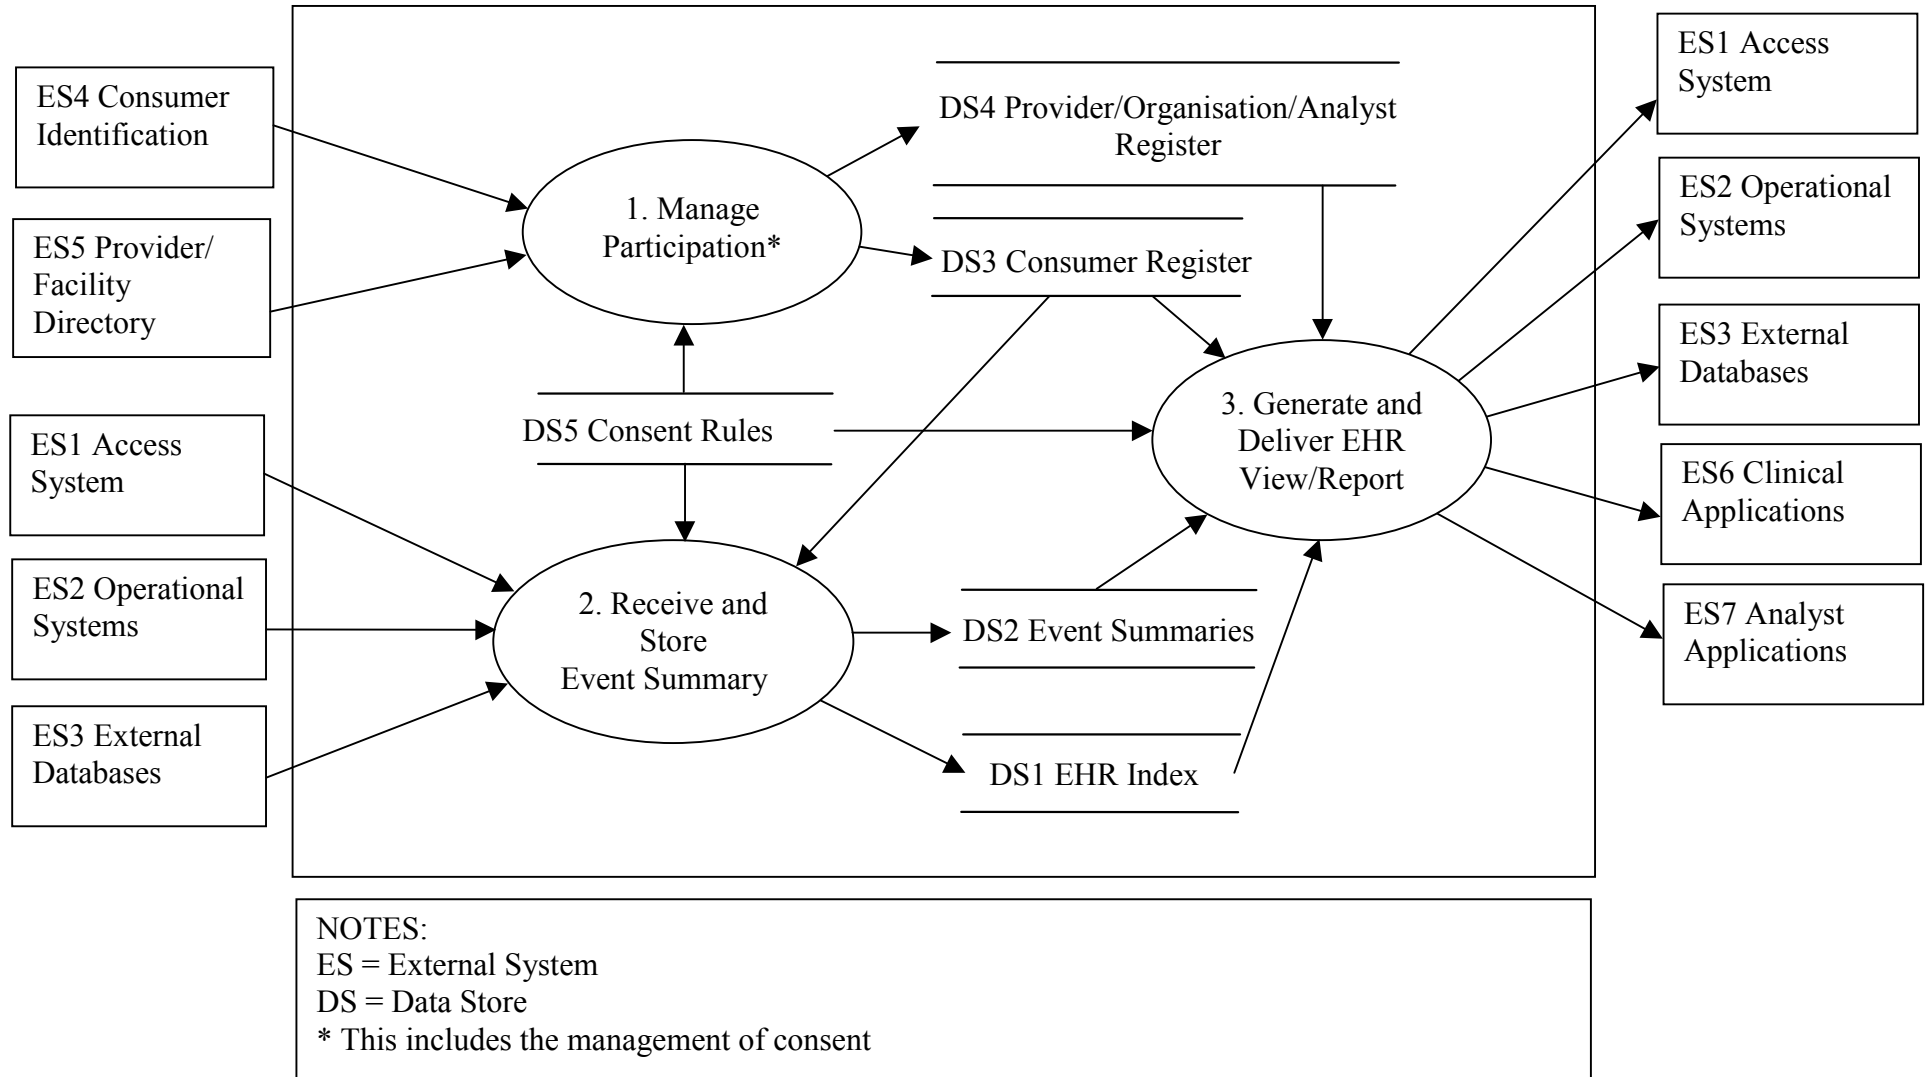 ES4 Consumer
Identification
ES5 Provider/
Facility
Directory
ES1 Access
System
ES2 Operational
Systems
ES3 External
Databases
1. Manage
Participation*
DS4 Provider/Organisation/Analyst
Register
DS3 Consumer Register
DS5 Consent Rules
2. Receive and
Store
Event Summary
DS2 Event Summaries
DS1 EHR Index
3. Generate and
Deliver EHR
View/Report
ES1 Access
System
ES2 Operational
Systems
ES3 External
Databases
ES6 Clinical
Applications
ES7 Analyst
Applications
NOTES:
ES = External System
DS = Data Store
* This includes the management of consent